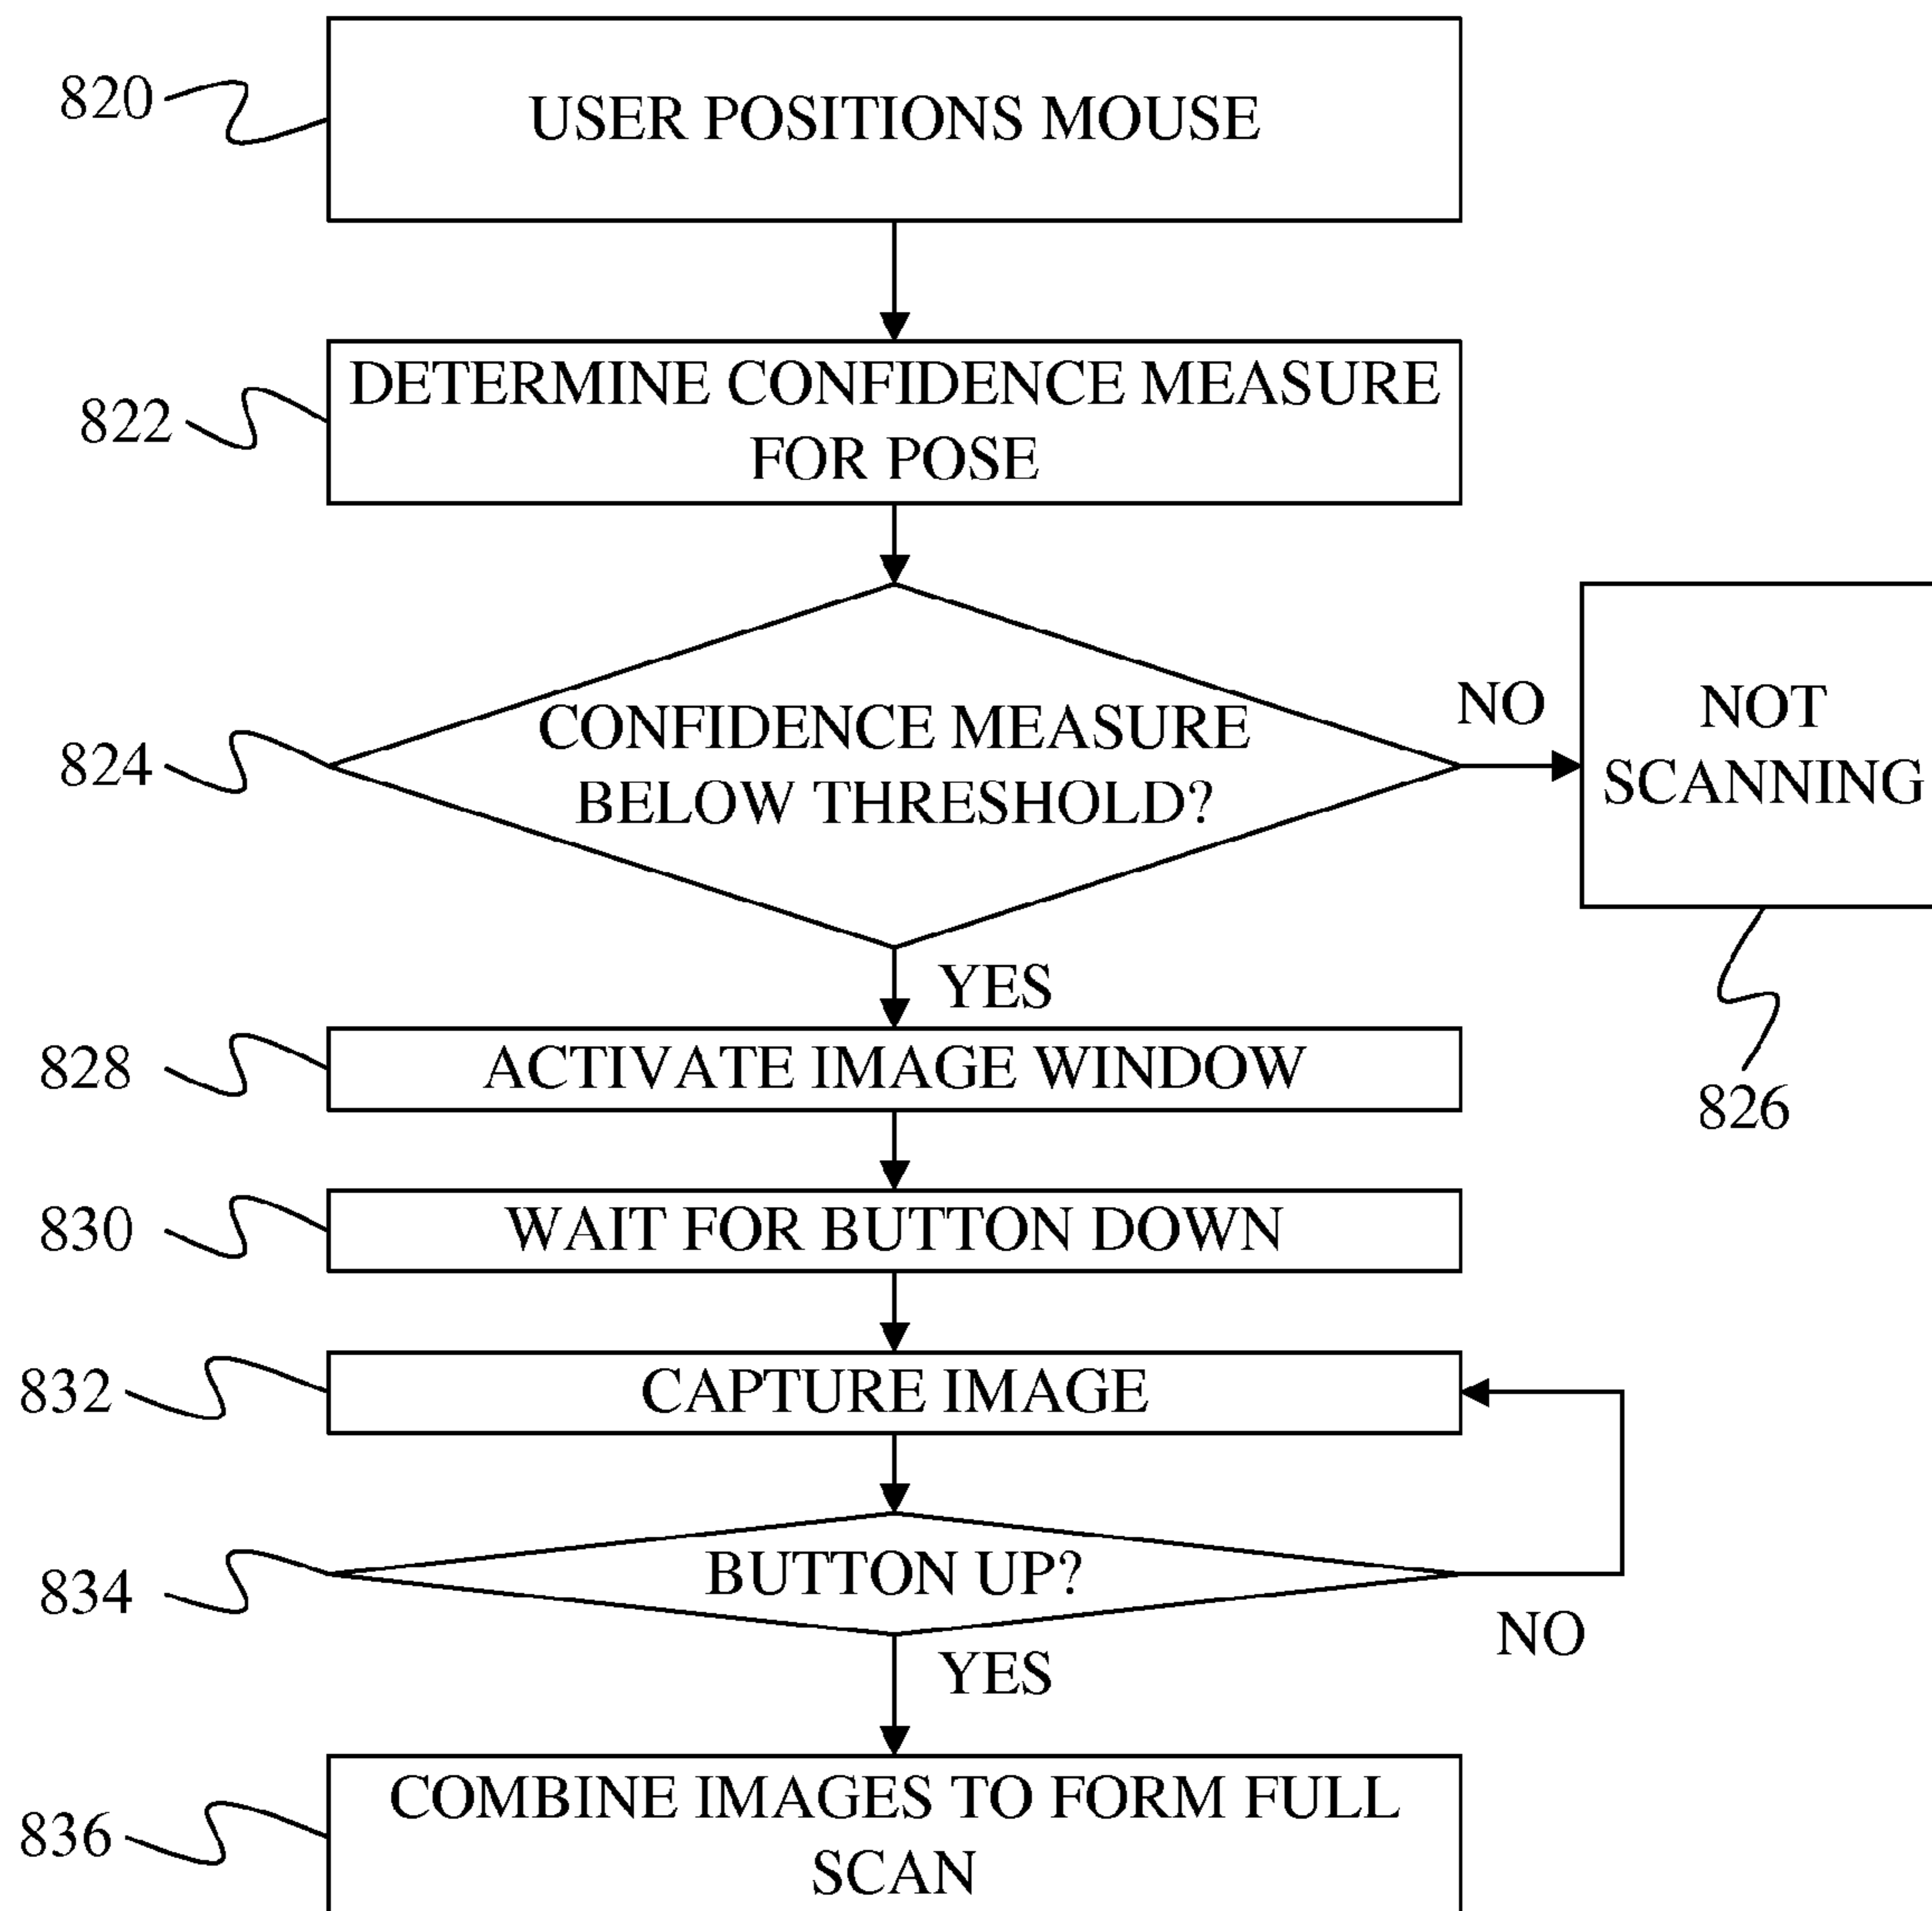 820
USER POSITIONS MOUSE
822
DETERMINE CONFIDENCE MEASURE
FOR POSE
824
CONFIDENCE MEASURE
BELOW THRESHOLD?
NO
NOT
SCANNING
826
YES
828
ACTIVATE IMAGE WINDOW
830
WAIT FOR BUTTON DOWN
832
CAPTURE IMAGE
834
BUTTON UP?
NO
YES
836
COMBINE IMAGES TO FORM FULL
SCAN